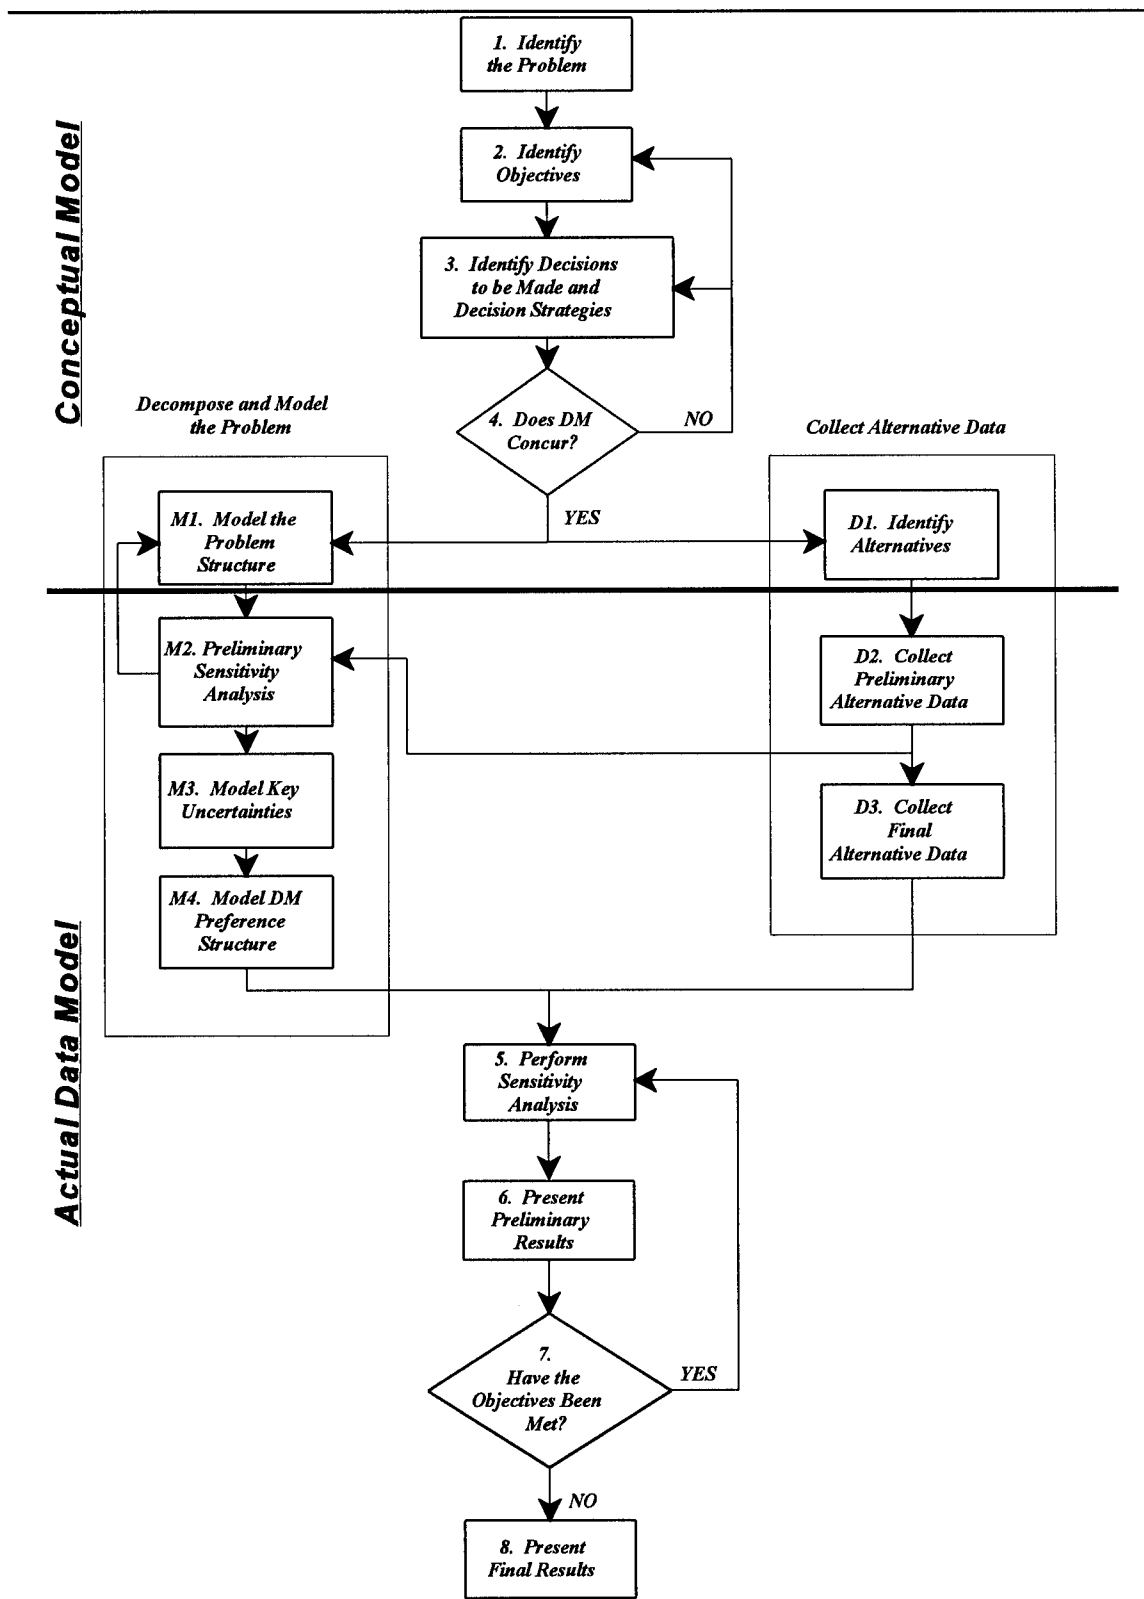 1. Identify
the Problem
Conceptual Model
2. Identify
Objectives
3. Identify Decisions
to be Made and
Decision Strategies
Decompose and Model
the Problem
4. Does DM
Concur?
NO
Collect Alternative Data
YES
M1. Model the
Problem
Structure
D1. Identify
Alternatives
M2. Preliminary
Sensitivity
Analysis
D2. Collect
Preliminary
Alternative Data
M3. Model Key
Uncertainties
D3. Collect
Final
Alternative Data
M4. Model DM
Preference
Structure
Actual Data Model
5. Perform
Sensitivity
Analysis
6. Present
Preliminary
Results
7.
Have the
Objectives Been
Met?
YES
NO
8. Present
Final Results